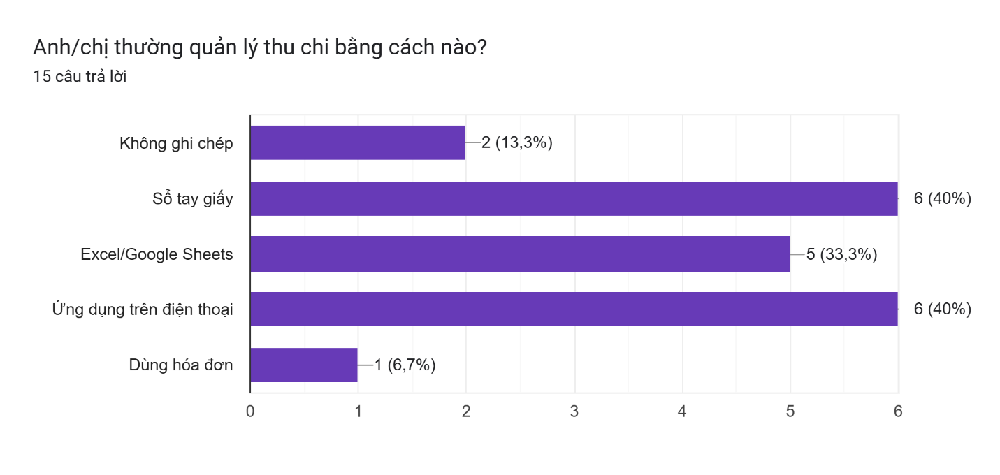 Anh/chị thường quản lý thu chi bằng cách nào?
15 câu trả lời
Không ghi chép
2 (13,3%)
Sổ tay giấy
6 (40%)
Excel/Google Sheets
5 (33,3%)
Ứng dụng trên điện thoại
6 (40%)
Dùng hóa đơn
1 (6,7%)
0 1 2 3 4 5 6